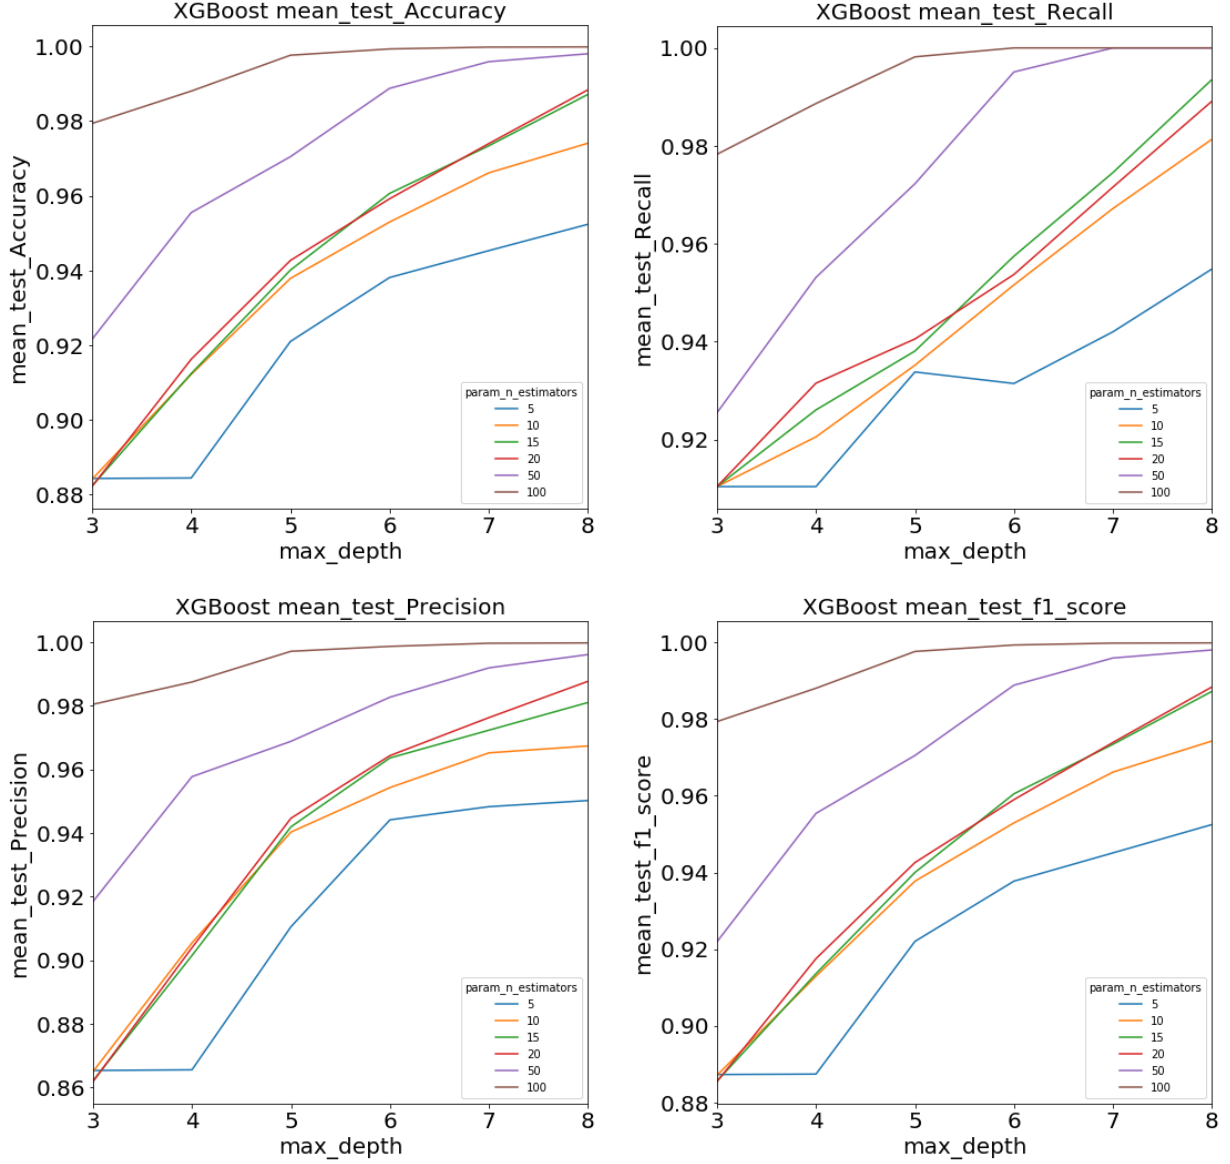 XGBoost mean_test_Accuracy
mean_test_Accuracy
1.00
0.98
0.96
0.94
0.92
0.90
0.88
param_n_estimators
5
10
15
20
50
100
3 4 5 6 7 8
max_depth
XGBoost mean_test_Recall
mean_test_Recall
1.00
0.98
0.96
0.94
0.92
param_n_estimators
5
10
15
20
50
100
3 4 5 6 7 8
max_depth
XGBoost mean_test_Precision
mean_test_Precision
1.00
0.98
0.96
0.94
0.92
0.90
0.88
0.86
param_n_estimators
5
10
15
20
50
100
3 4 5 6 7 8
max_depth
XGBoost mean_test_f1_score
mean_test_f1_score
1.00
0.98
0.96
0.94
0.92
0.90
0.88
param_n_estimators
5
10
15
20
50
100
3 4 5 6 7 8
max_depth